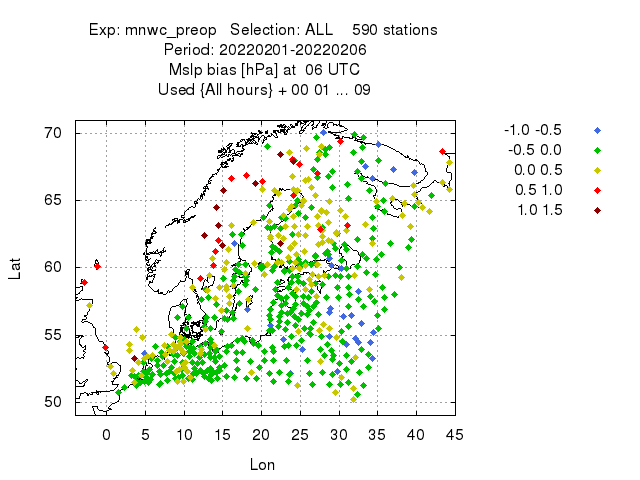 Exp: mnwc_preop   Selection: ALL    590 stations
Period: 20220201-20220206
Mslp bias [hPa] at  06 UTC
Used {All hours} + 00 01 ... 09
-1.0 -0.5
-0.5 0.0
0.0 0.5
0.5 1.0
1.0 1.5
Lat
70
65
60
55
50
0 5 10 15 20 25 30 35 40 45
Lon